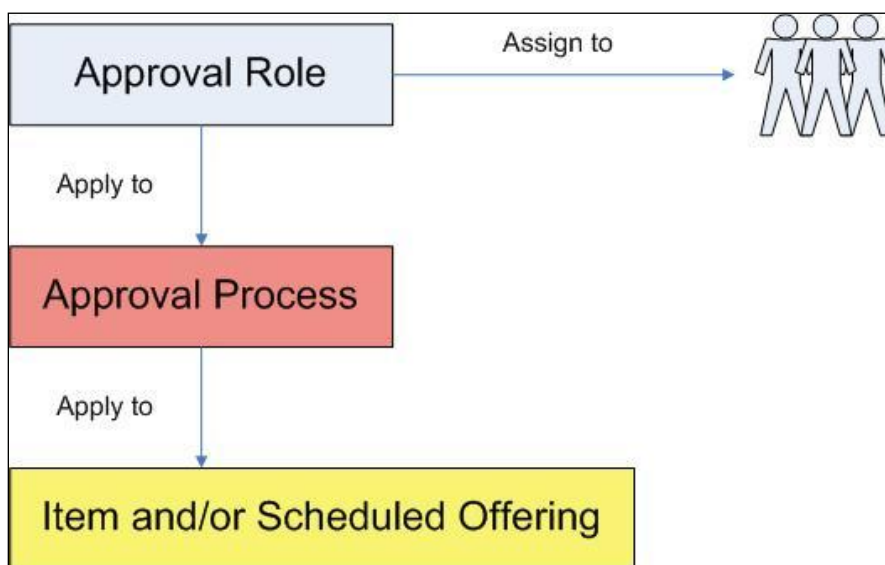 Approval Role
Assign to
Apply to
Approval Process
Apply to
Item and/or Scheduled Offering